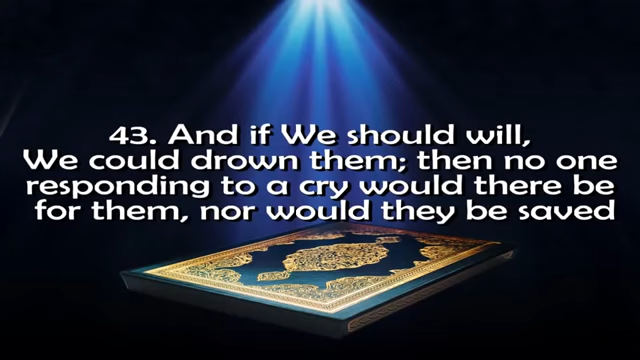 43. And if We should will,
We could drown them; then no one
responding to a cry would there be
for them, nor would they be saved